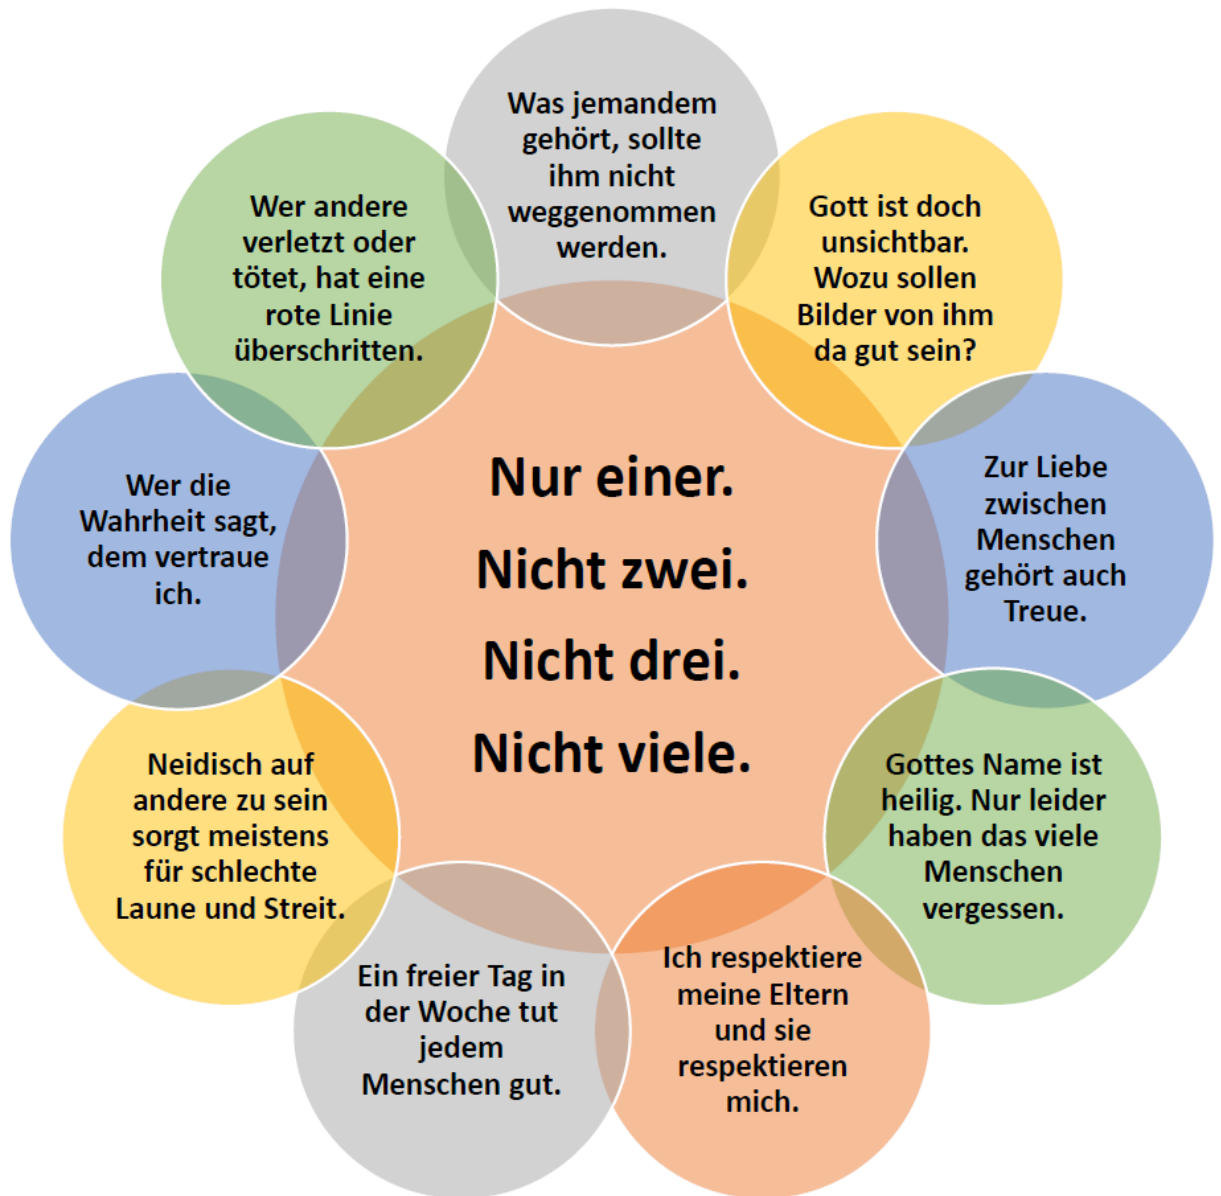 Was jemandem
gehört, sollte
ihm nicht
weggenommen
werden.
Gott ist doch
unsichtbar.
Wozu sollen
Bilder von ihm
da gut sein?
Zur Liebe
zwischen
Menschen
gehört auch
Treue.
Gottes Name ist
heilig. Nur leider
haben das viele
Menschen
vergessen.
Ich respektiere
meine Eltern
und sie
respektieren
mich.
Ein freier Tag in
der Woche tut
jedem
Menschen gut.
Neidisch auf
andere zu sein
sorgt meistens
für schlechte
Laune und Streit.
Wer die
Wahrheit sagt,
dem vertraue
ich.
Wer andere
verletzt oder
tötet, hat eine
rote Linie
überschritten.
Nur einer.
Nicht zwei.
Nicht drei.
Nicht viele.